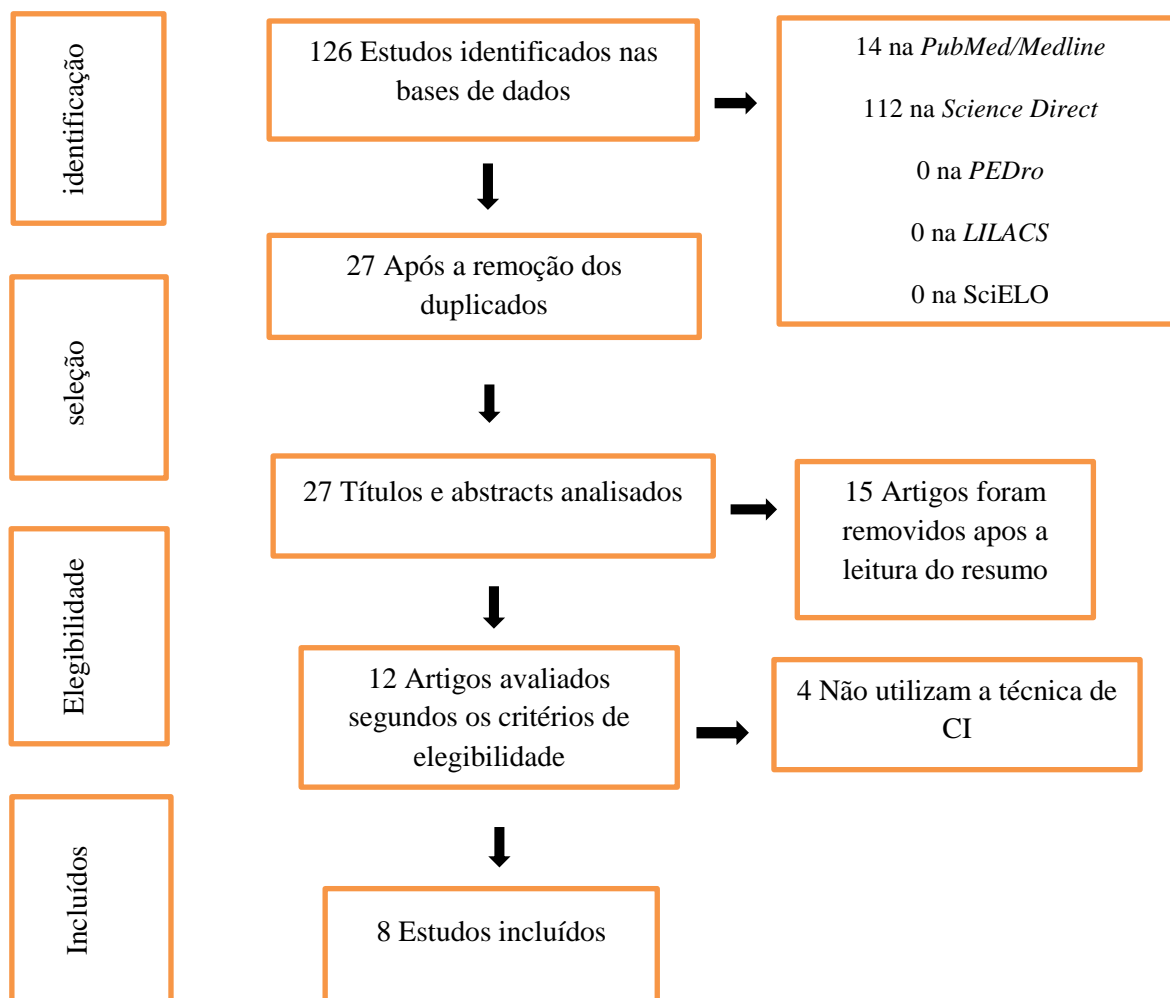 identificação
126 Estudos identificados nas
bases de dados
14 na PubMed/Medline
112 na Science Direct
0 na PEDro
0 na LILACS
0 na SciELO
seleção
27 Após a remoção dos
duplicados
27 Títulos e abstracts analisados
15 Artigos foram
removidos apos a
leitura do resumo
Elegibilidade
12 Artigos avaliados
segundos os critérios de
elegibilidade
4 Não utilizam a técnica de
CI
Incluídos
8 Estudos incluídos